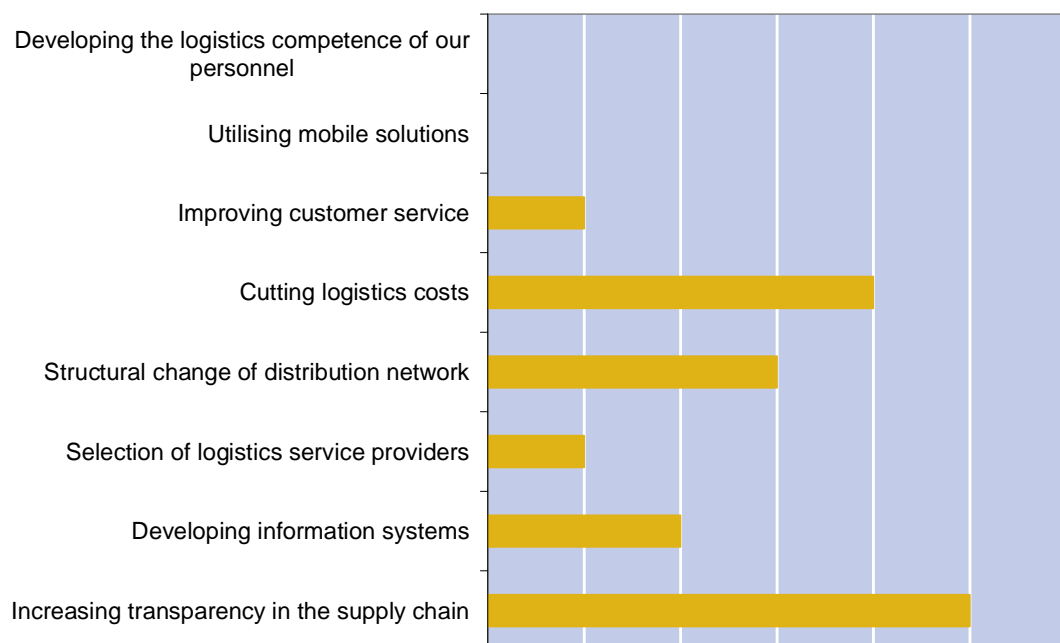 Developing the logistics competence of our
personnel
Utilising mobile solutions
Improving customer service
Cutting logistics costs
Structural change of distribution network
Selection of logistics service providers
Developing information systems
Increasing transparency in the supply chain